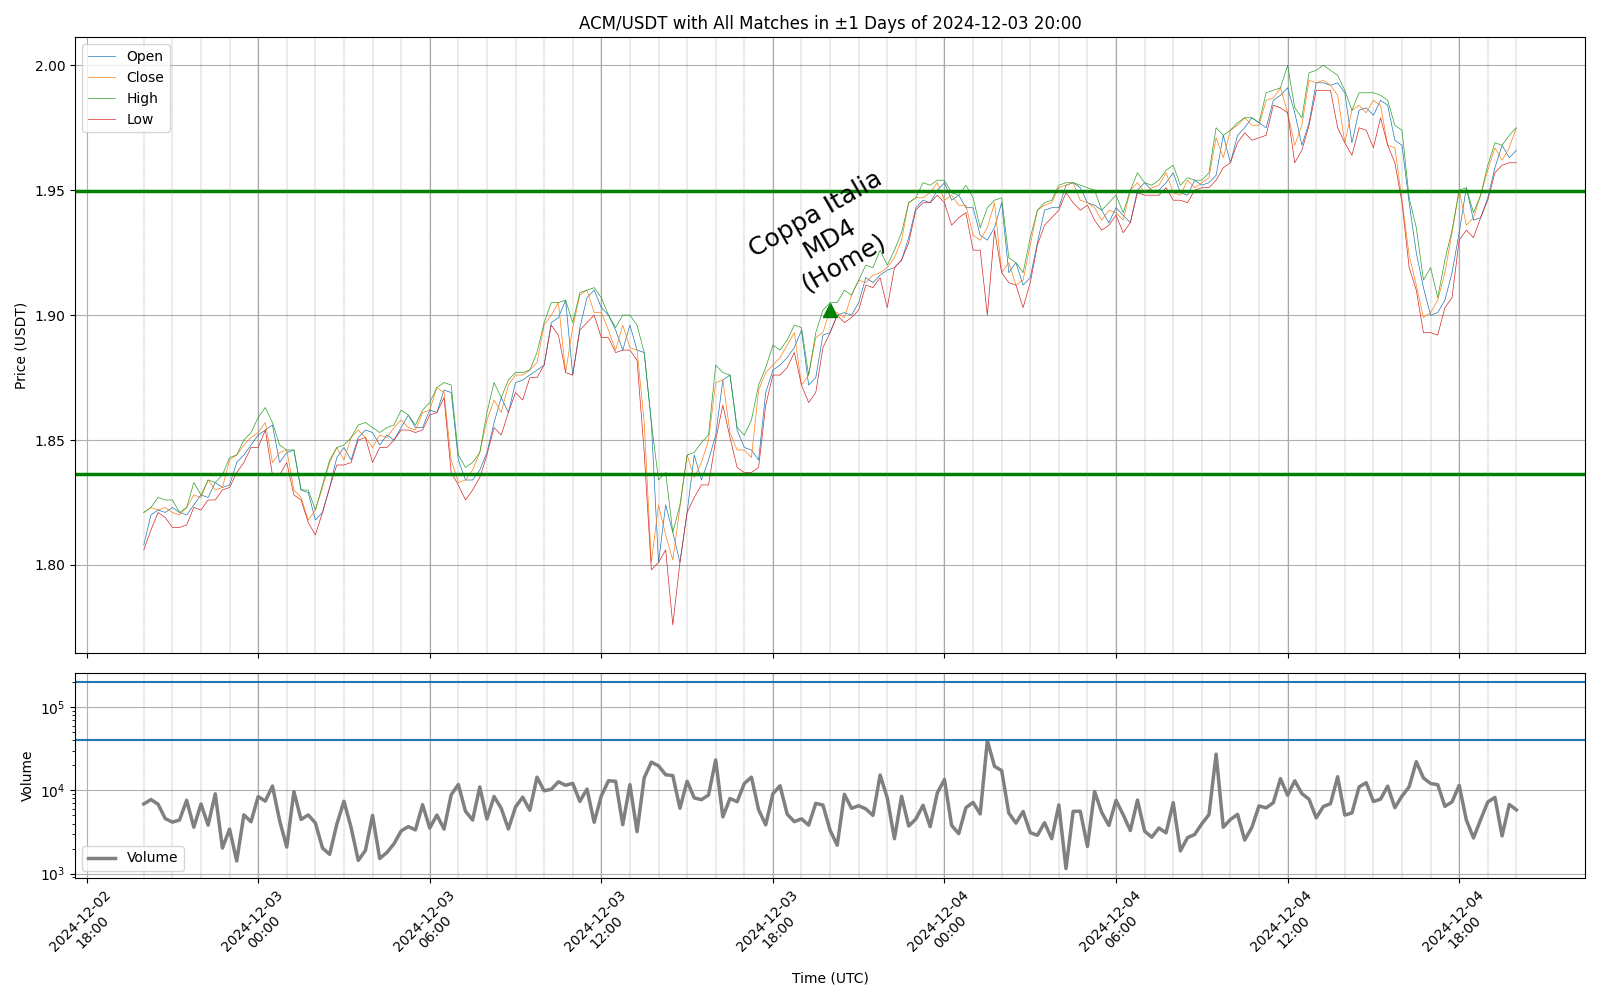 ACM/USDT with All Matches in ±1 Days of 2024-12-03 20:00
Open
Close
High
Low
2.00
1.95
1.90
1.85
1.80
Price (USDT)
Coppa Italia
MD4
(Home)
10^5
10^4
10^3
Volume
Volume
2024-12-02
18:00
2024-12-03
00:00
2024-12-03
06:00
2024-12-03
12:00
2024-12-03
18:00
2024-12-04
00:00
2024-12-04
06:00
2024-12-04
12:00
2024-12-04
18:00
Time (UTC)